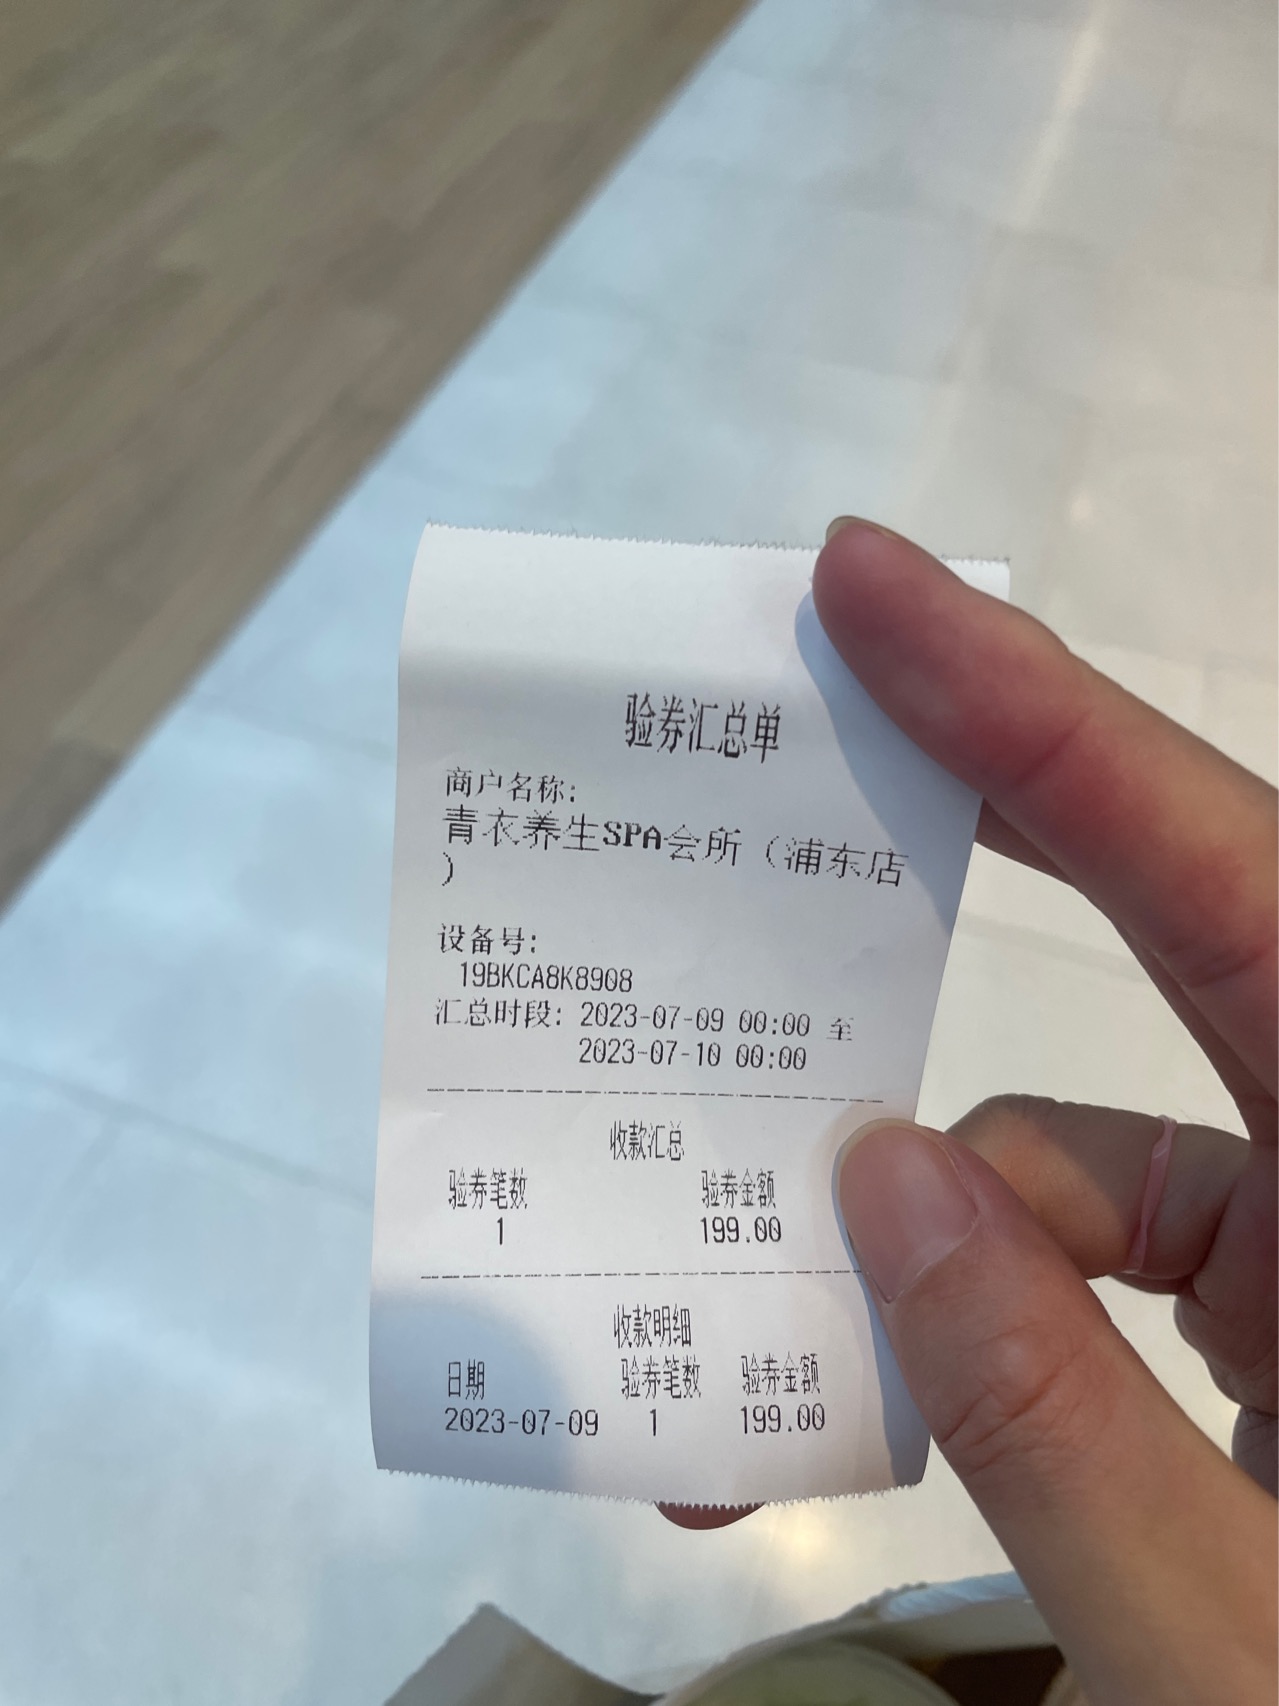 验券汇总单
商户名称:
青衣养生SPA会所（浦东店
）
设备号:
19BKCA8K8908
汇总时段: 2023-07-09 00:00 至
2023-07-10 00:00
收款汇总
验券笔数 验券金额
1 199.00
收款明细
日期 验券笔数 验券金额
2023-07-09 1 199.00